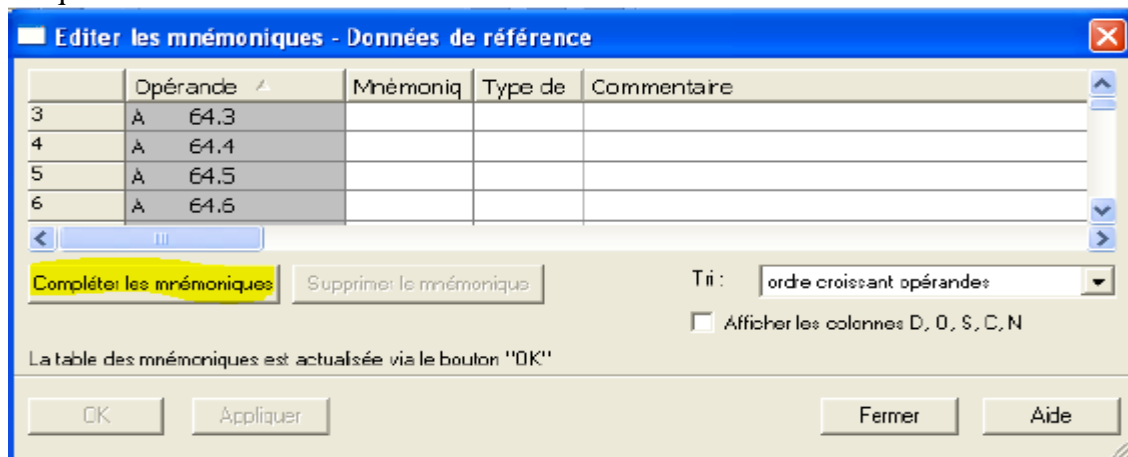 Editer les mnémoniques - Données de référence
Opérande Mnémoniq Type de Commentaire
3 A 64.3
4 A 64.4
5 A 64.5
6 A 64.6
Compléter les mnémoniques Supprimer le mnémonique Tri : ordre croissant opérandes
Afficher les colonnes D, O, S, C, N
La table des mnémoniques est actualisée via le bouton "OK"
OK Appliquer Fermer Aide